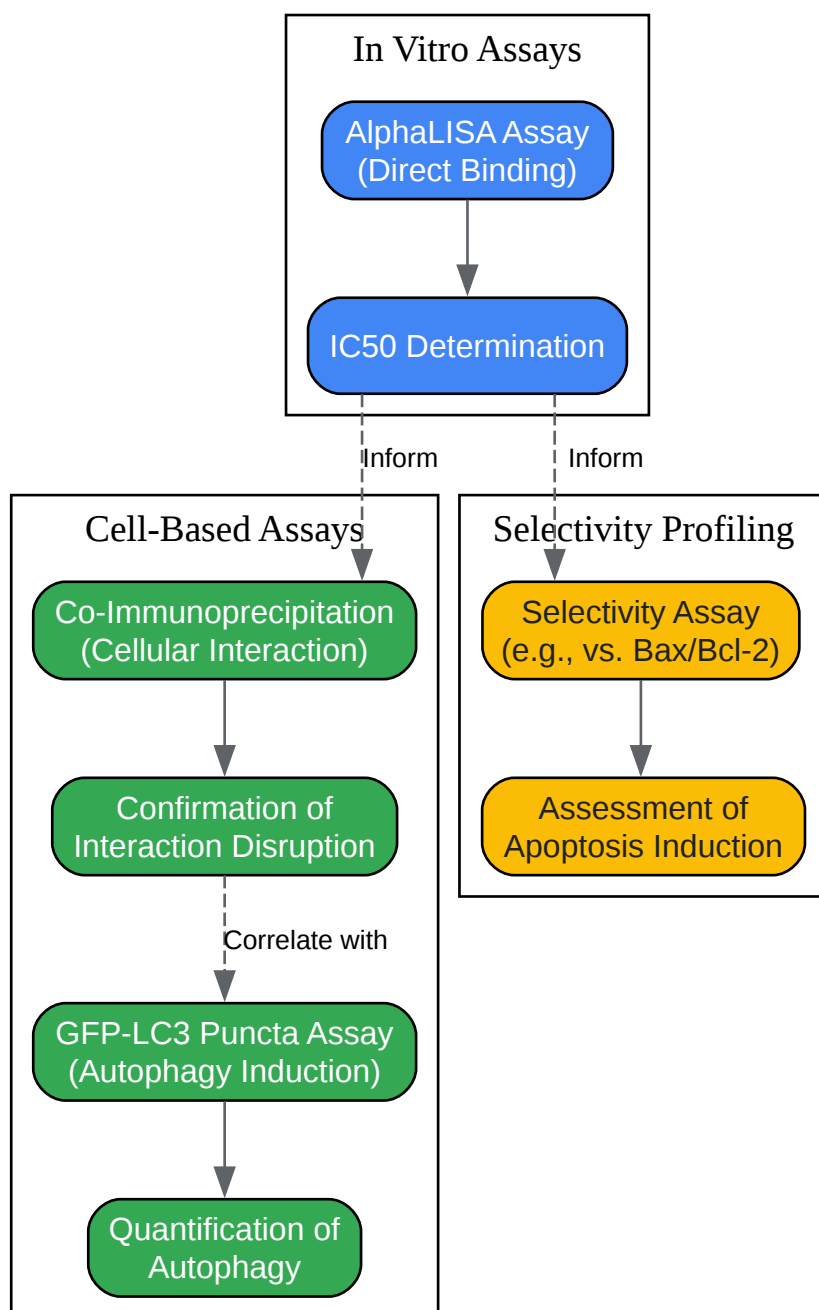 In Vitro Assays
AlphaLISA Assay
(Direct Binding)
IC50 Determination
Inform
Inform
Cell-Based Assays
Co-Immunoprecipitation
(Cellular Interaction)
Confirmation of
Interaction Disruption
Correlate with
GFP-LC3 Puncta Assay
(Autophagy Induction)
Quantification of
Autophagy
Selectivity Profiling
Selectivity Assay
(e.g., vs. Bax/Bcl-2)
Assessment of
Apoptosis Induction